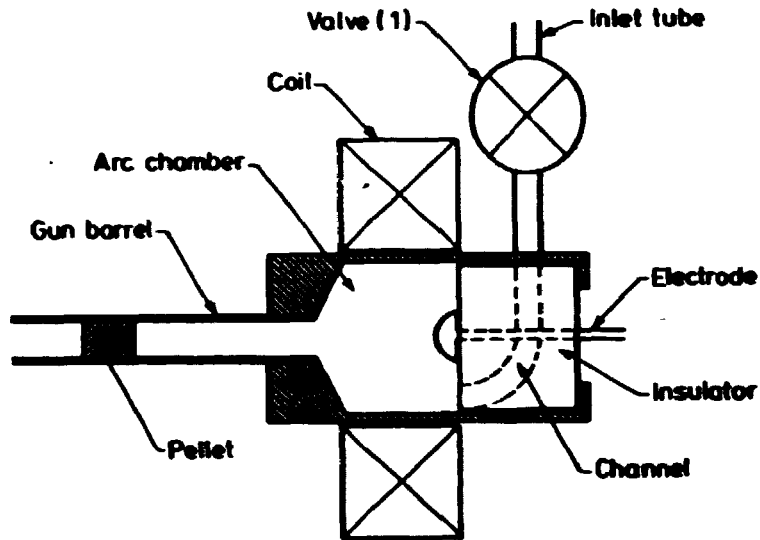 Valve (1)
Inlet tube
Coil
Arc chamber
Gun barrel
Electrode
Insulator
Pellet
Channel